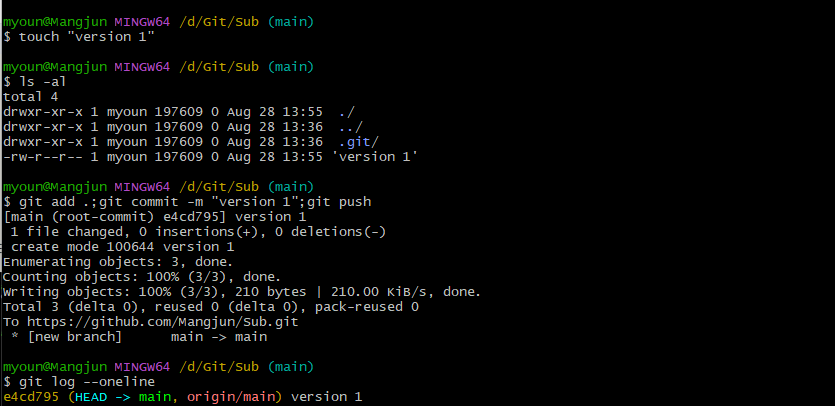 myoun@Mangjun MINGW64 /d/Git/Sub (main)
$ touch "version 1"
myoun@Mangjun MINGW64 /d/Git/Sub (main)
$ ls -al
total 4
drwxr-xr-x 1 myoun 197609 0 Aug 28 13:55  ./
drwxr-xr-x 1 myoun 197609 0 Aug 28 13:36  ../
drwxr-xr-x 1 myoun 197609 0 Aug 28 13:36  .git/
-rw-r--r-- 1 myoun 197609 0 Aug 28 13:55 'version 1'
myoun@Mangjun MINGW64 /d/Git/Sub (main)
$ git add .;git commit -m "version 1";git push
[main (root-commit) e4cd795] version 1
 1 file changed, 0 insertions(+), 0 deletions(-)
 create mode 100644 version 1
Enumerating objects: 3, done.
Counting objects: 100% (3/3), done.
Writing objects: 100% (3/3), 210 bytes | 210.00 KiB/s, done.
Total 3 (delta 0), reused 0 (delta 0), pack-reused 0
To https://github.com/Mangjun/Sub.git
 * [new branch]      main -> main
myoun@Mangjun MINGW64 /d/Git/Sub (main)
$ git log --oneline
e4cd795 (HEAD -> main, origin/main) version 1